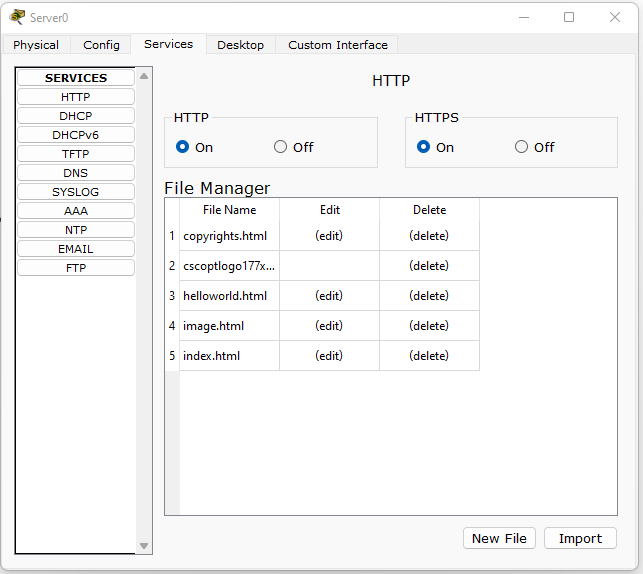 Server0
Physical Config Services Desktop Custom Interface
SERVICES
HTTP
DHCP
DHCPv6
TFTP
DNS
SYSLOG
AAA
NTP
EMAIL
FTP
HTTP
HTTP
On Off
HTTPS
On Off
File Manager
File Name Edit Delete
1 copyrights.html (edit) (delete)
2 cscoptlogo177x... (delete)
3 helloworld.html (edit) (delete)
4 image.html (edit) (delete)
5 index.html (edit) (delete)
New File Import